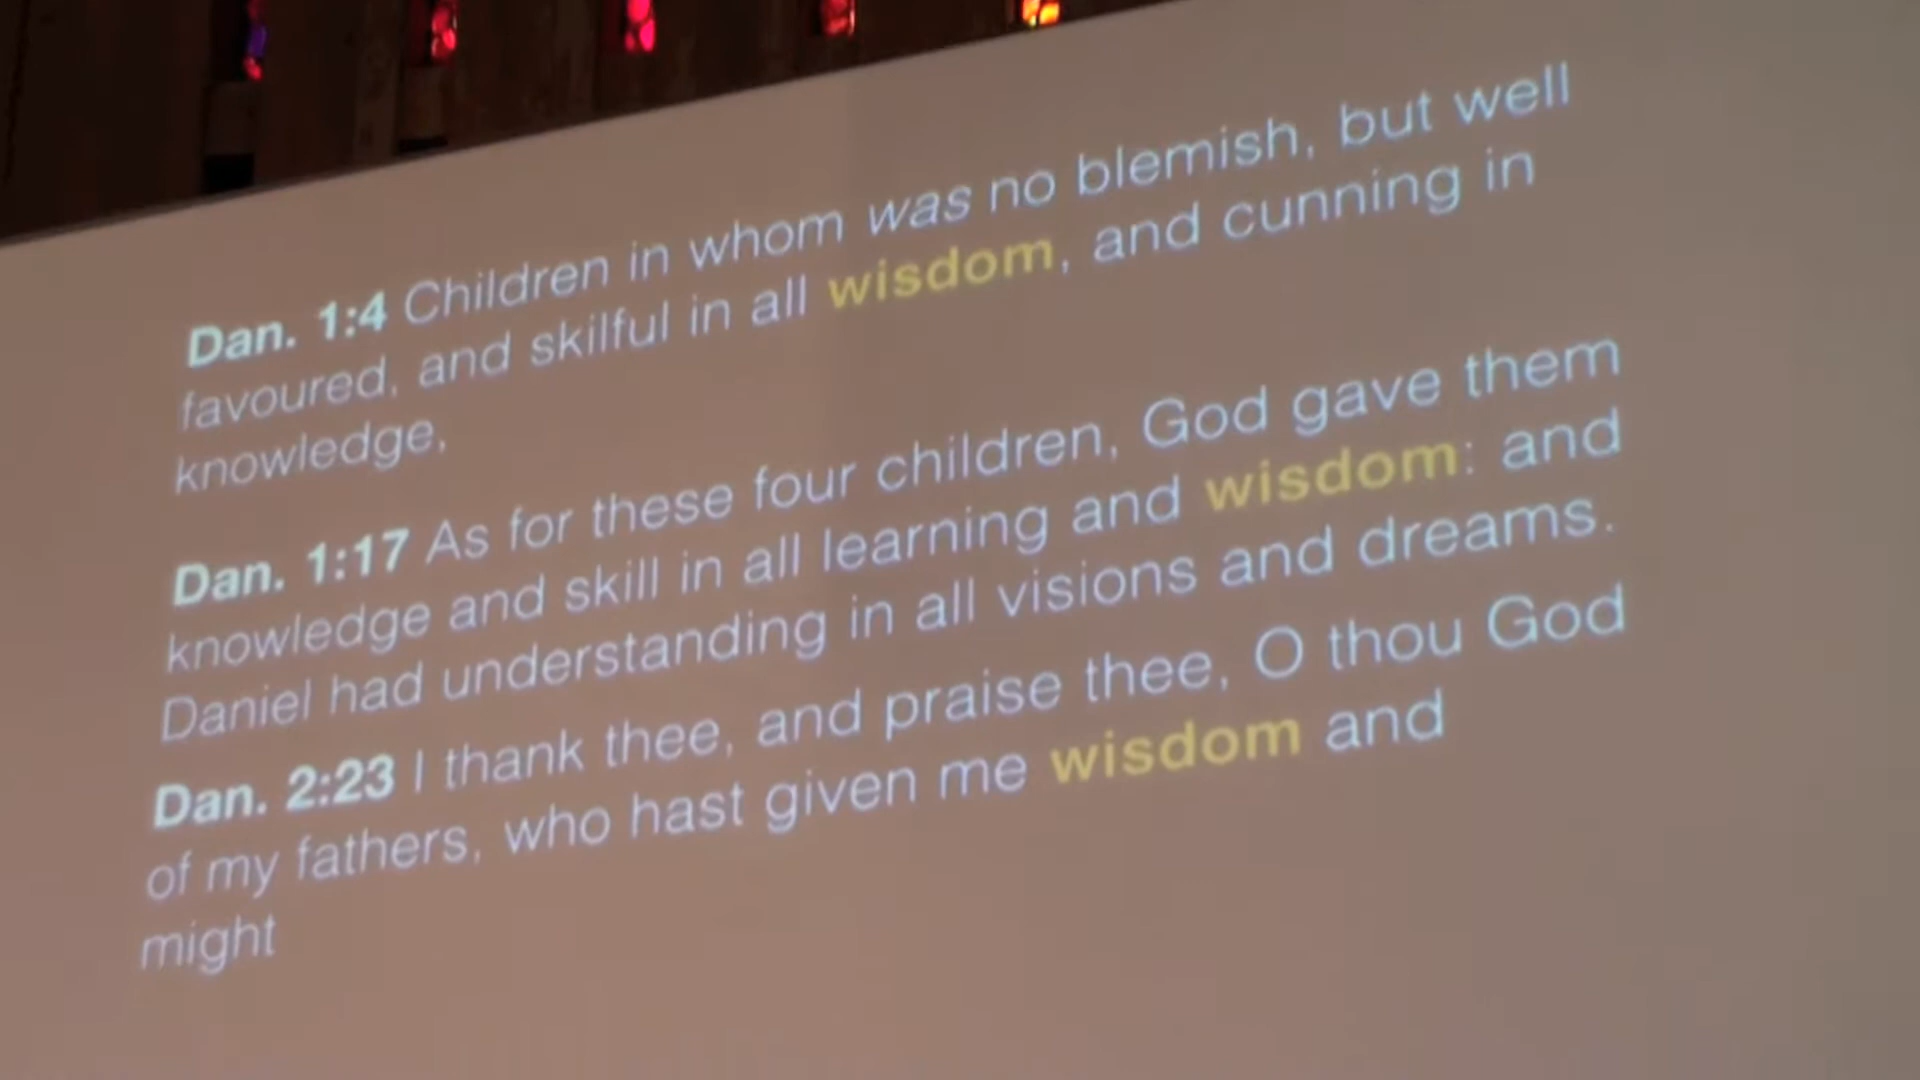 Dan. 1:4 Children in whom was no blemish, but well
favoured, and skilful in all wisdom, and cunning in
knowledge,
Dan. 1:17 As for these four children, God gave them
knowledge and skill in all learning and wisdom: and
Daniel had understanding in all visions and dreams.
Dan. 2:23 I thank thee, and praise thee, O thou God
of my fathers, who hast given me wisdom and
might